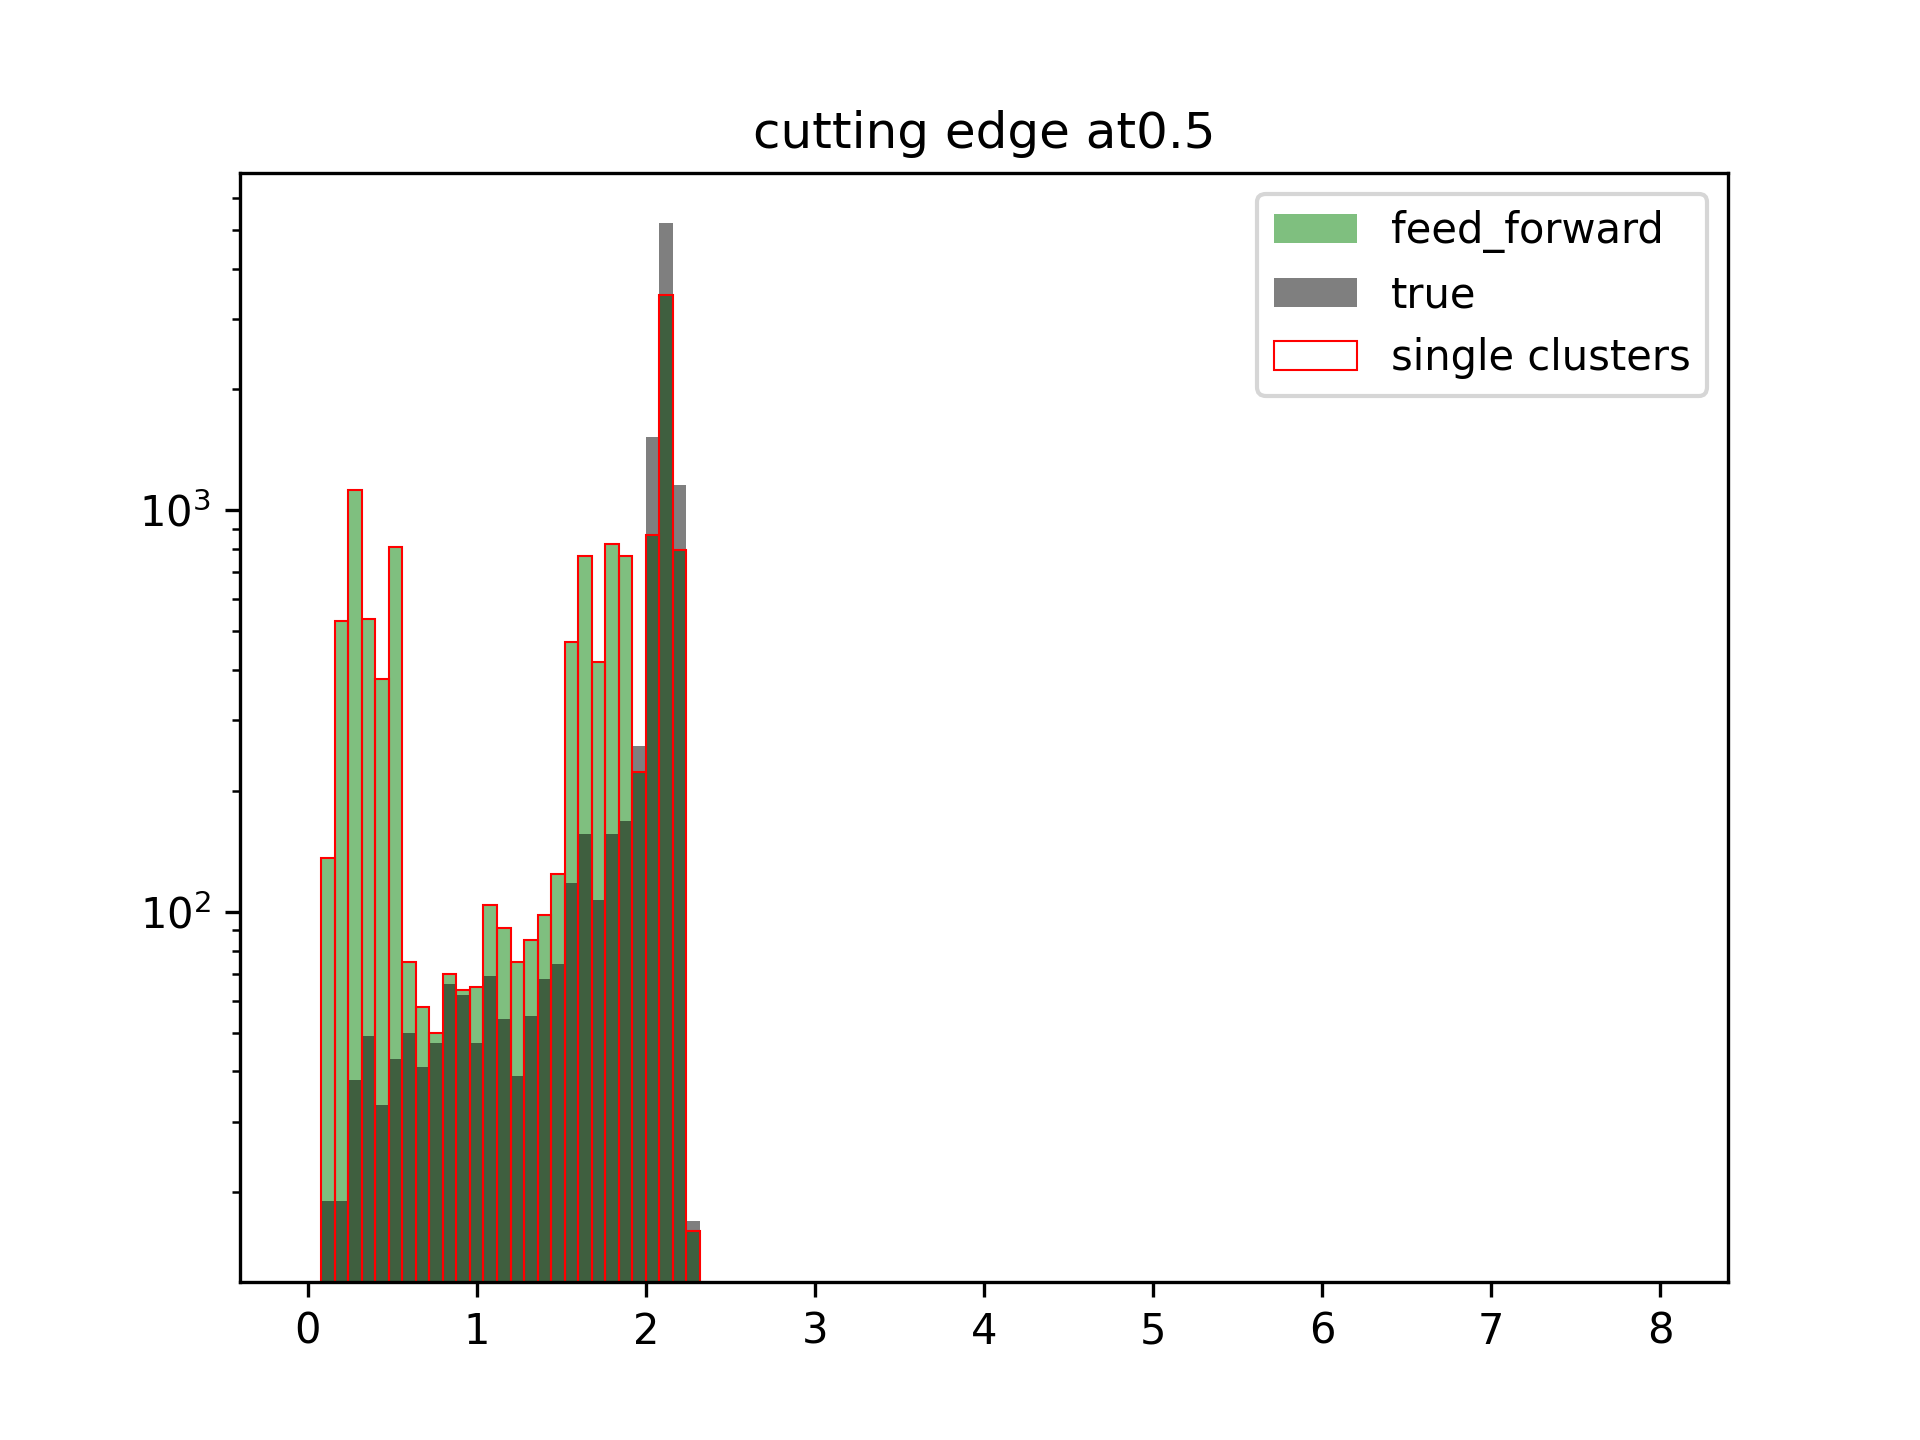 cutting edge at0.5
feed_forward
true
single clusters
10³
10²
0 1 2 3 4 5 6 7 8